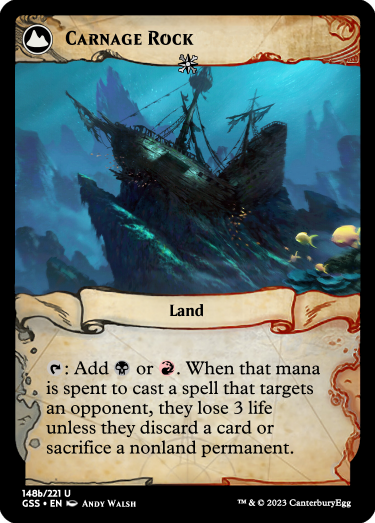 Carnage Rock
Land
: Add or . When that mana
is spent to cast a spell that targets
an opponent, they lose 3 life
unless they discard a card or
sacrifice a nonland permanent.
148b/221 U
GSS • EN Andy Walsh
™ & © 2023 CanterburyEgg